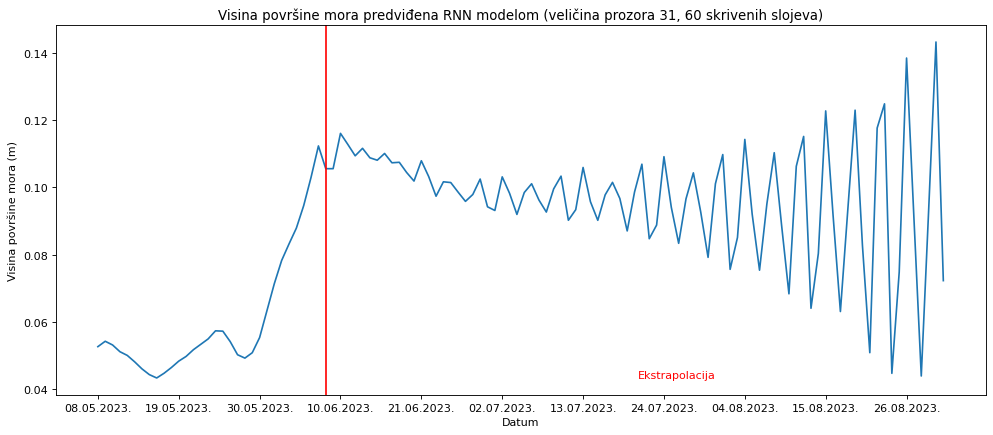 Visina površine mora predviđena RNN modelom (veličina prozora 31, 60 skrivenih slojeva)
Visina površine mora (m)
0.14
0.12
0.10
0.08
0.06
0.04
Ekstrapolacija
08.05.2023. 19.05.2023. 30.05.2023. 10.06.2023. 21.06.2023. 02.07.2023. 13.07.2023. 24.07.2023. 04.08.2023. 15.08.2023. 26.08.2023.
Datum